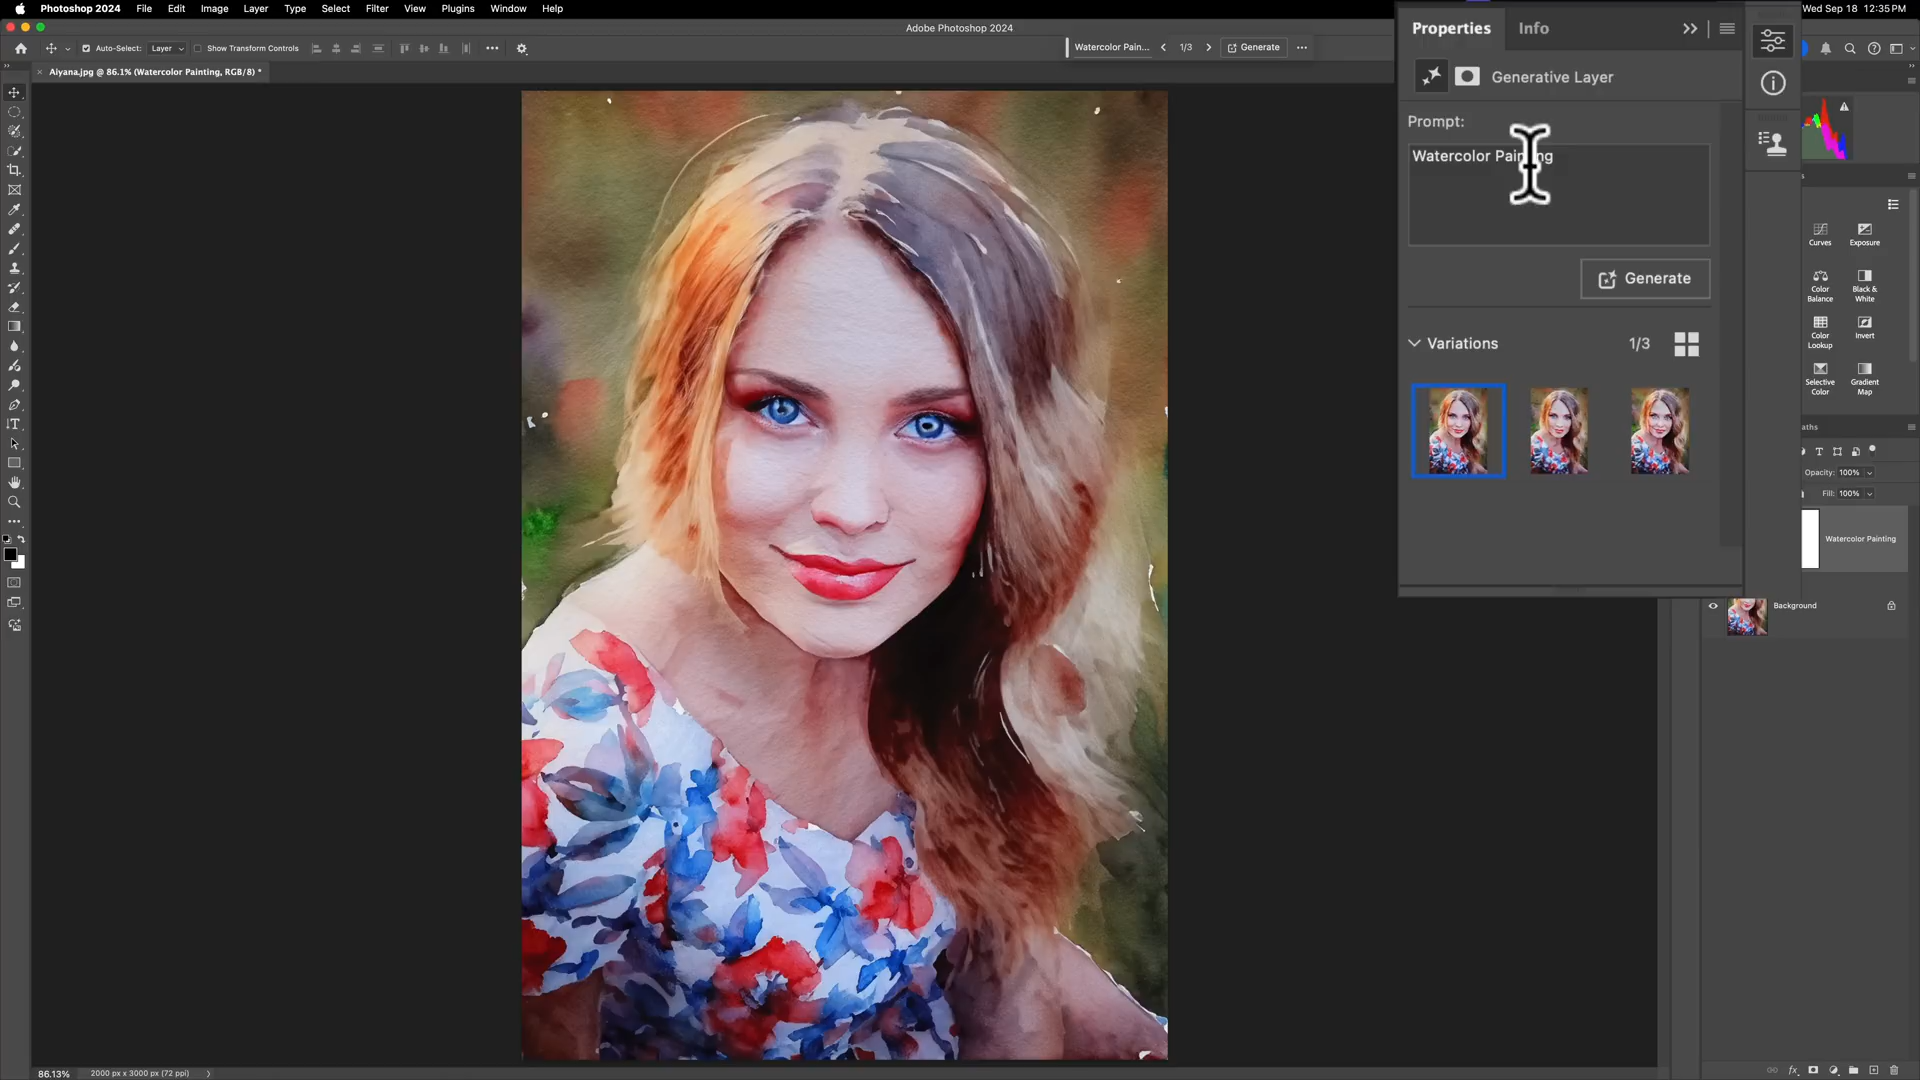 Photoshop 2024 File Edit Image Layer Type Select Filter View Plugins Window Help
Wed Sep 18 12:35 PM
Adobe Photoshop 2024
Auto-Select: Layer Show Transform Controls
Watercolor Pain... 1/3 Generate
Aiyana.jpg @ 86.1% (Watercolor Painting, RGB/8) *
Properties Info
Generative Layer
Prompt:
Watercolor Painting
Generate
Variations 1/3
Curves Exposure
Color Balance
Black & White
Color Lookup
Invert
Selective Color
Gradient Map
aths
Opacity: 100%
Fill: 100%
Watercolor Painting
Background
86.13% 2000 px x 3000 px (72 ppi)